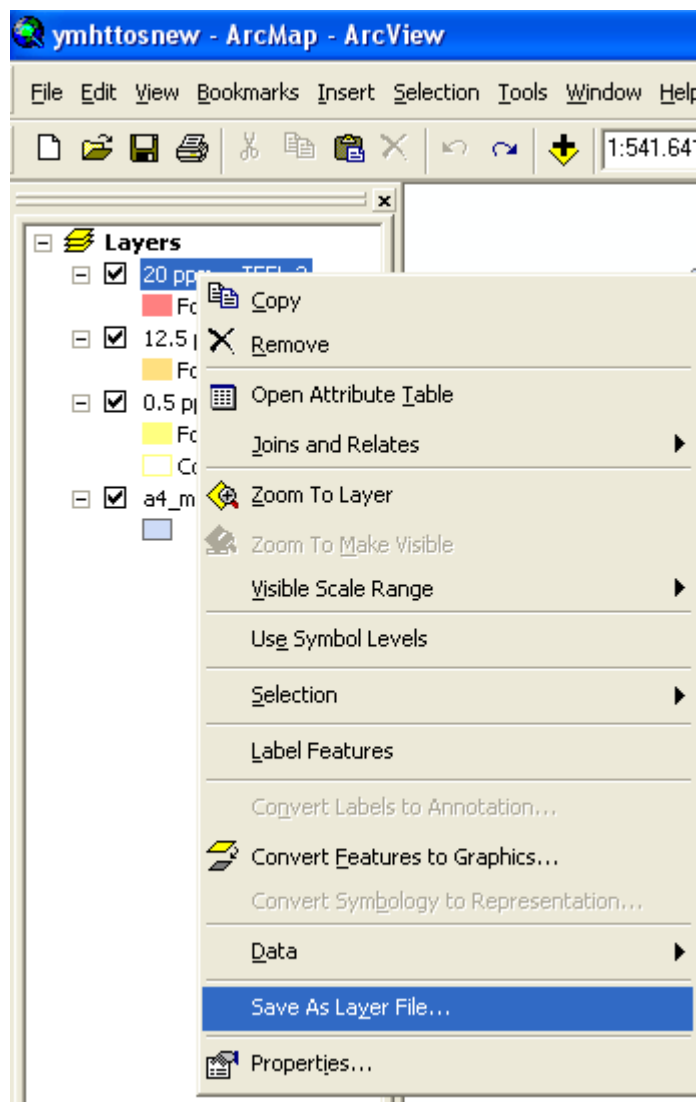 ymhttosnew - ArcMap - ArcView
File Edit View Bookmarks Insert Selection Tools Window Help
1:541.641
Layers
20 ppm
Copy
Remove
12.5
Open Attribute Table
0.5
Joins and Relates
Zoom To Layer
a4_m
Zoom To Make Visible
Visible Scale Range
Use Symbol Levels
Selection
Label Features
Convert Labels to Annotation...
Convert Features to Graphics...
Convert Symbology to Representation...
Data
Save As Layer File...
Properties...